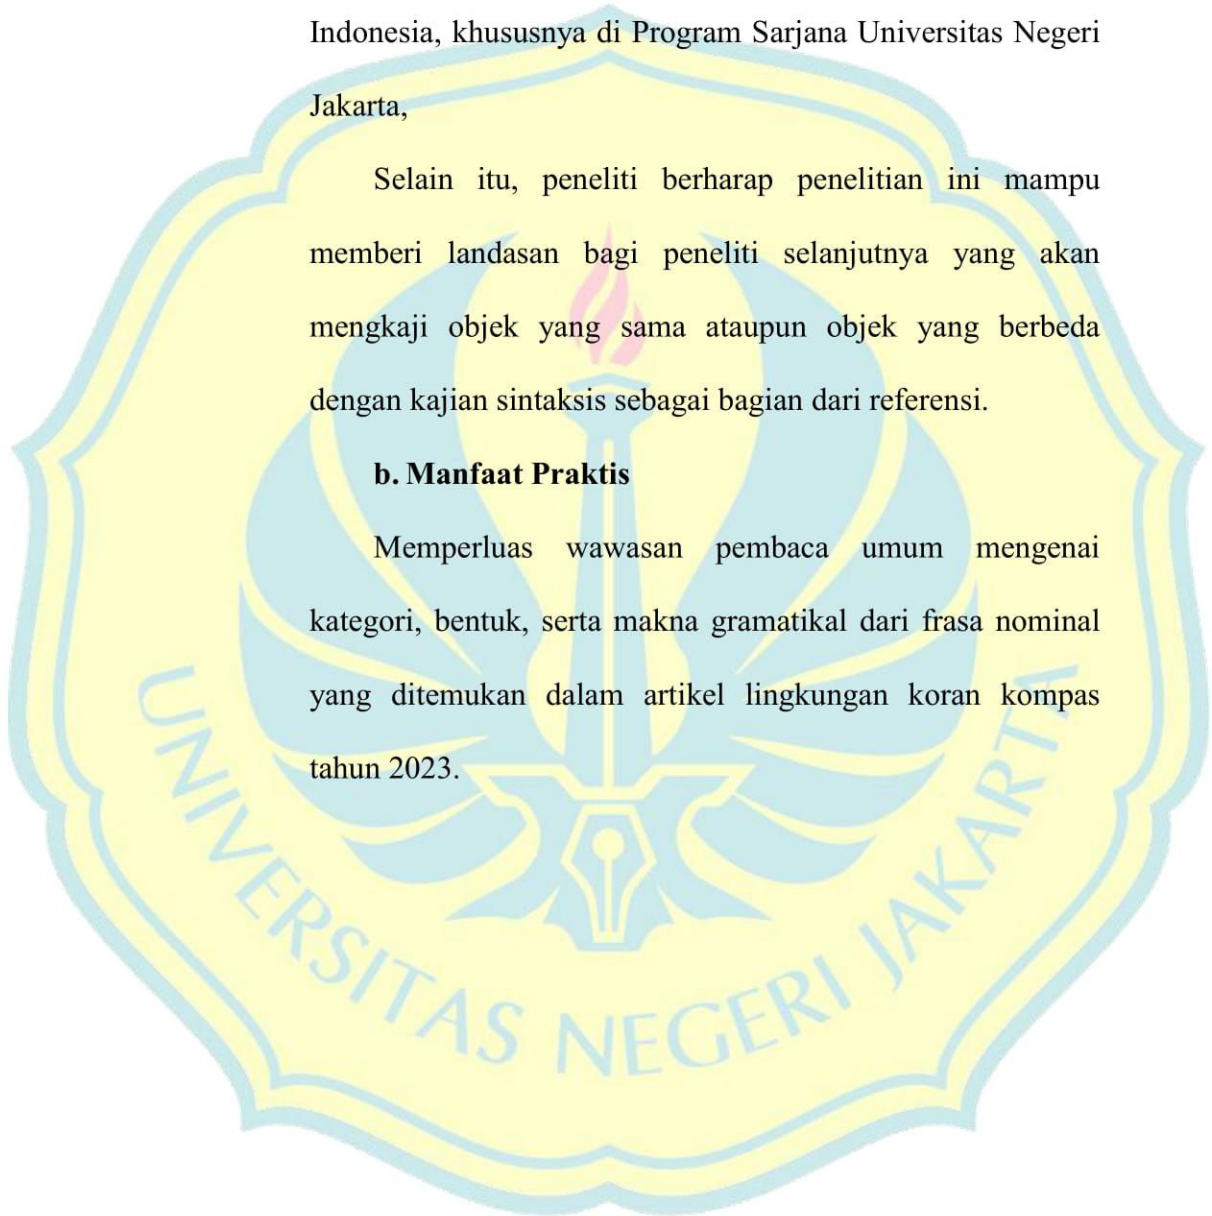 Indonesia, khususnya di Program Sarjana Universitas Negeri
Jakarta,
Selain itu, peneliti berharap penelitian ini mampu
memberi landasan bagi peneliti selanjutnya yang akan
mengkaji objek yang sama ataupun objek yang berbeda
dengan kajian sintaksis sebagai bagian dari referensi.
b. Manfaat Praktis
Memperluas wawasan pembaca umum mengenai
kategori, bentuk, serta makna gramatikal dari frasa nominal
yang ditemukan dalam artikel lingkungan koran kompas
tahun 2023.
UNIVERSITAS NEGERI JAKARTA